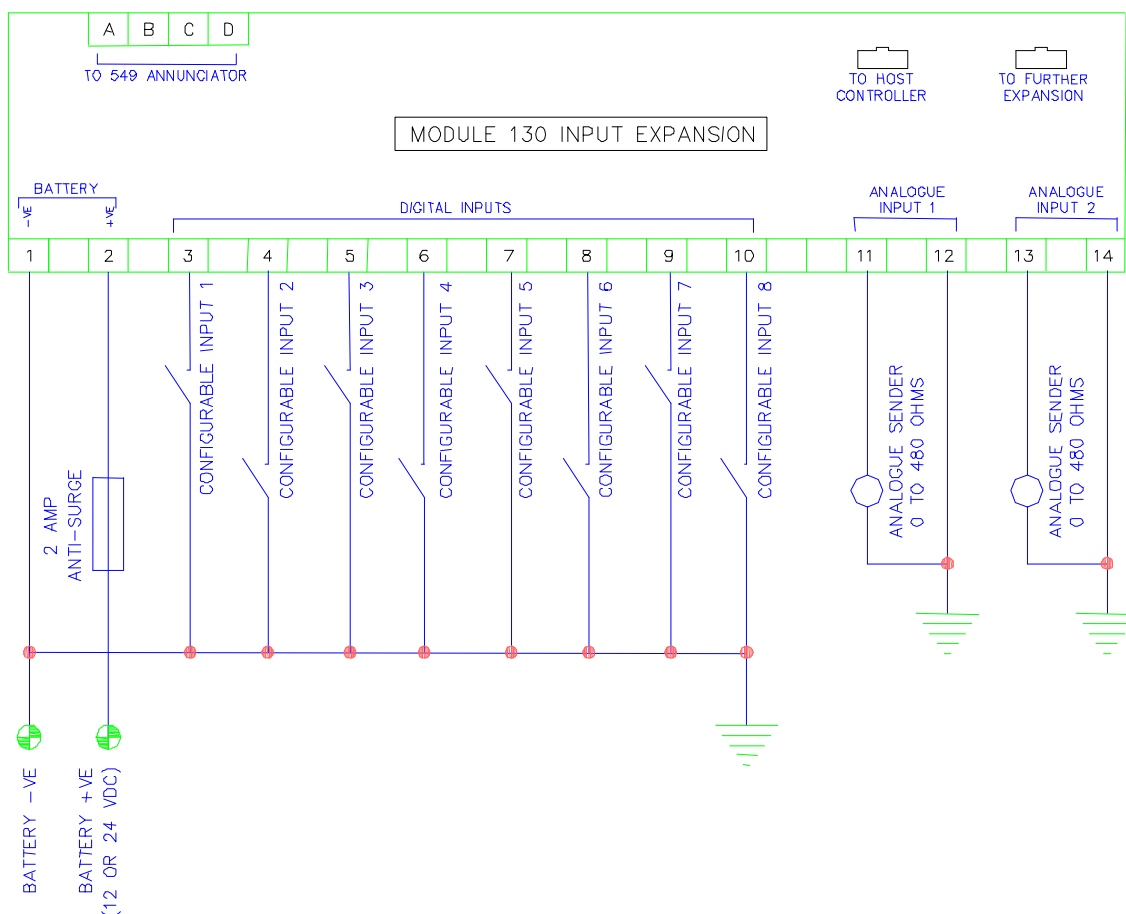 A B C D
TO 549 ANNUNCIATOR
TO HOST
CONTROLLER
TO FURTHER
EXPANSION
MODULE 130 INPUT EXPANSION
BATTERY
-VE
+VE
DIGITAL INPUTS
ANALOGUE
INPUT 1
ANALOGUE
INPUT 2
1 2 3 4 5 6 7 8 9 10 11 12 13 14
CONFIGURABLE INPUT 1
CONFIGURABLE INPUT 2
CONFIGURABLE INPUT 3
CONFIGURABLE INPUT 4
CONFIGURABLE INPUT 5
CONFIGURABLE INPUT 6
CONFIGURABLE INPUT 7
CONFIGURABLE INPUT 8
ANALOGUE SENDER
0 TO 480 OHMS
ANALOGUE SENDER
0 TO 480 OHMS
2 AMP
ANTI-SURGE
BATTERY -VE
BATTERY +VE
(12 OR 24 VDC)